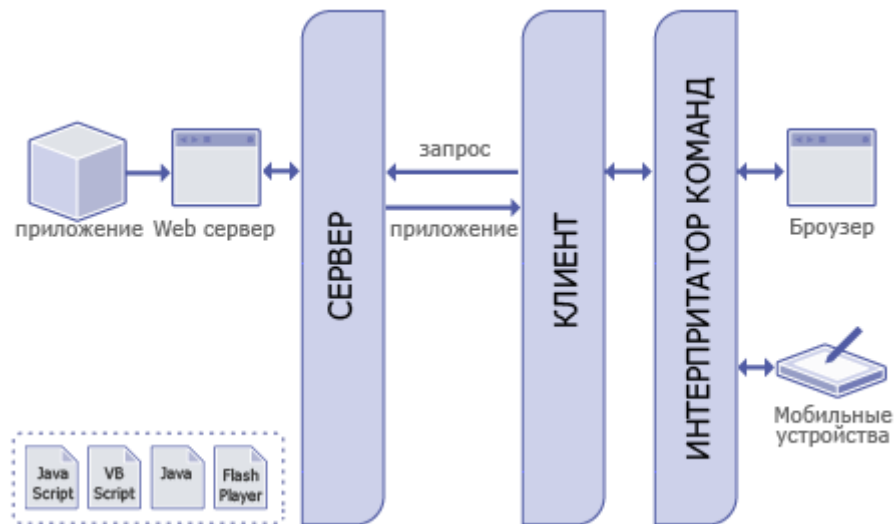 приложение
Web сервер
СЕРВЕР
запрос
приложение
КЛИЕНТ
ИНТЕРПРИТАТОР КОМАНД
Броузер
Мобильные
устройства
Java
Script
VB
Script
Java
Flash
Player